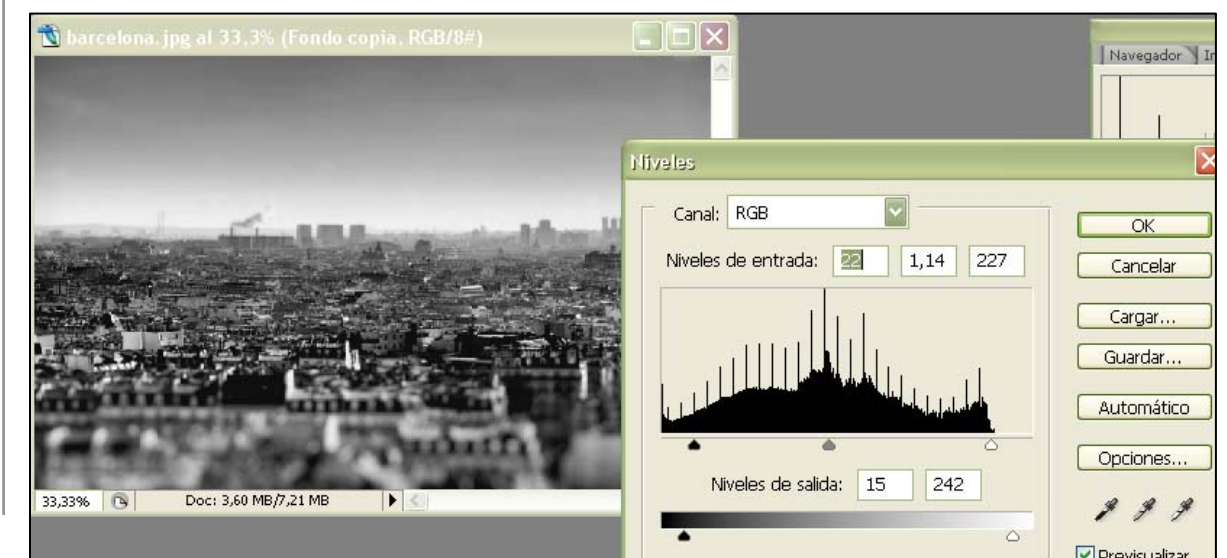 barcelona.jpg al 33,3% (Fondo copia, RGB/8#)
Navegador
Niveles
Canal: RGB
OK
Niveles de entrada: 22 1,14 227
Cancelar
Cargar...
Guardar...
Automático
Opciones...
Niveles de salida: 15 242
33,33% Doc: 3,60 MB/7,21 MB
Previsualizar